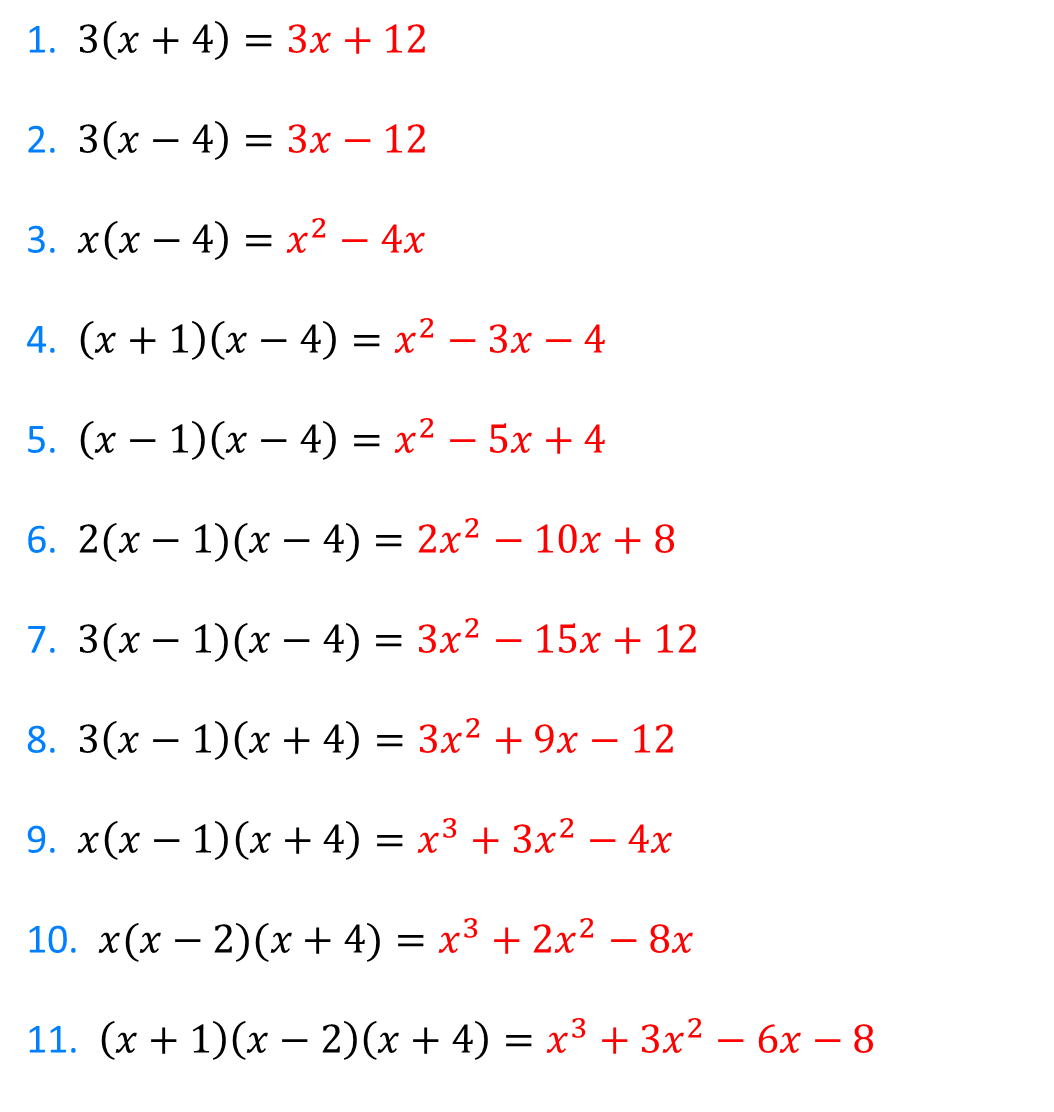 1. 3(x + 4) = 3x + 12
2. 3(x − 4) = 3x − 12
3. x(x − 4) = x² − 4x
4. (x + 1)(x − 4) = x² − 3x − 4
5. (x − 1)(x − 4) = x² − 5x + 4
6. 2(x − 1)(x − 4) = 2x² − 10x + 8
7. 3(x − 1)(x − 4) = 3x² − 15x + 12
8. 3(x − 1)(x + 4) = 3x² + 9x − 12
9. x(x − 1)(x + 4) = x³ + 3x² − 4x
10. x(x − 2)(x + 4) = x³ + 2x² − 8x
11. (x + 1)(x − 2)(x + 4) = x³ + 3x² − 6x − 8